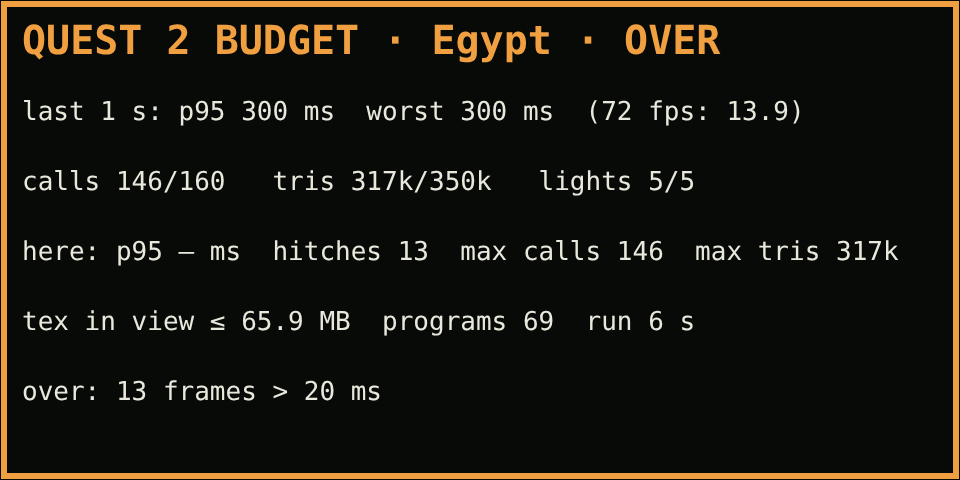 QUEST 2 BUDGET · Egypt · OVER
last 1 s: p95 300 ms  worst 300 ms  (72 fps: 13.9)
calls 146/160   tris 317k/350k   lights 5/5
here: p95 — ms  hitches 13  max calls 146  max tris 317k
tex in view ≤ 65.9 MB  programs 69  run 6 s
over: 13 frames > 20 ms